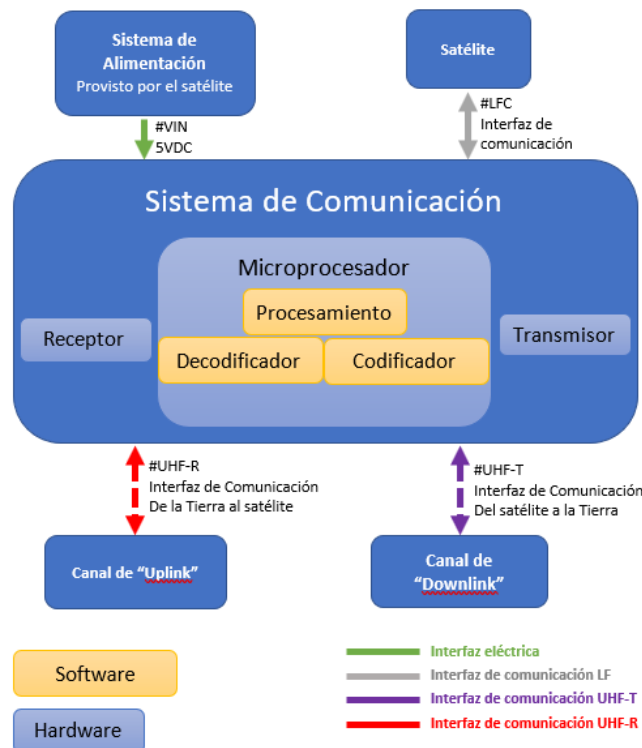 Sistema de
Alimentación
Provisto por el satélite
Satélite
#VIN
5VDC
#LFC
Interfaz de
comunicación
Sistema de Comunicación
Microprocesador
Procesamiento
Receptor
Transmisor
Decodificador
Codificador
#UHF-R
Interfaz de Comunicación
De la Tierra al satélite
#UHF-T
Interfaz de Comunicación
Del satélite a la Tierra
Canal de “Uplink”
Canal de
“Downlink”
Software
Hardware
Interfaz eléctrica
Interfaz de comunicación LF
Interfaz de comunicación UHF-T
Interfaz de comunicación UHF-R